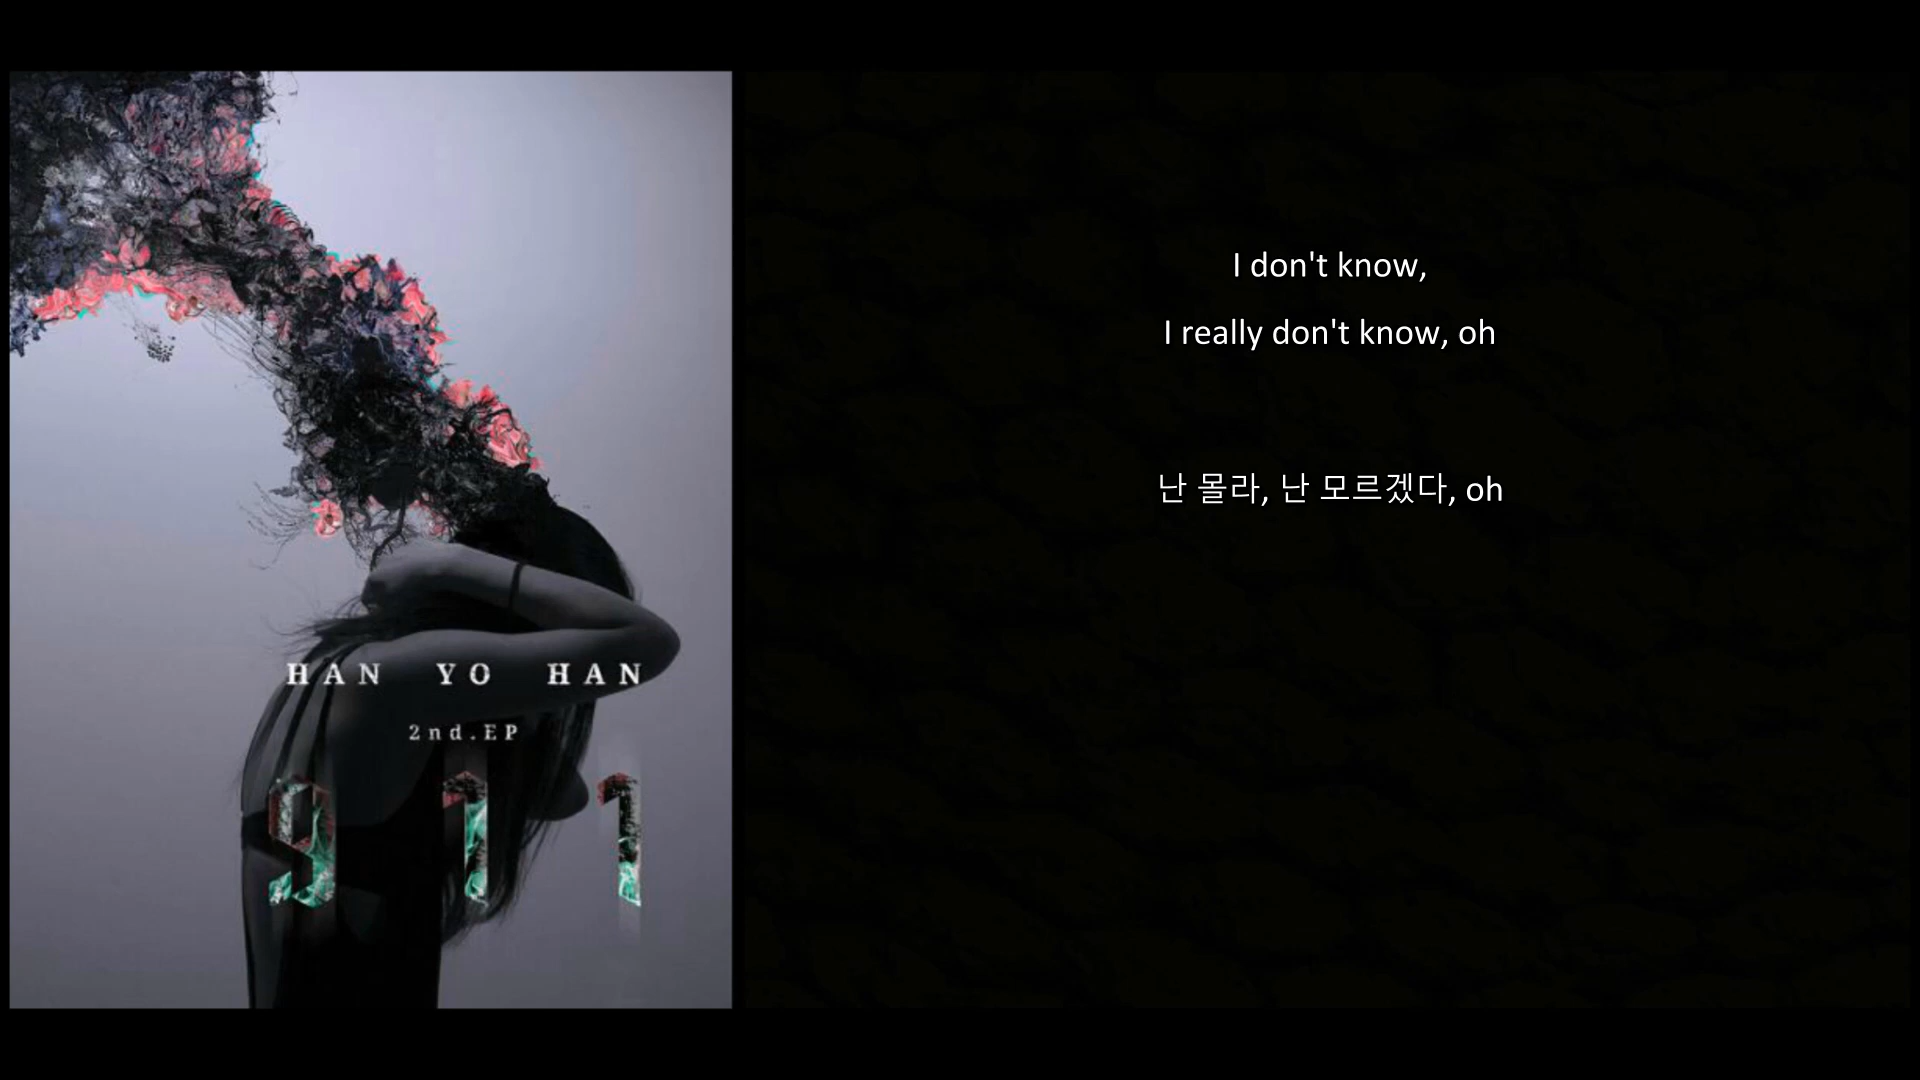 HAN YO HAN
2nd.EP
911
I don't know,
I really don't know, oh
난 몰라, 난 모르겠다, oh